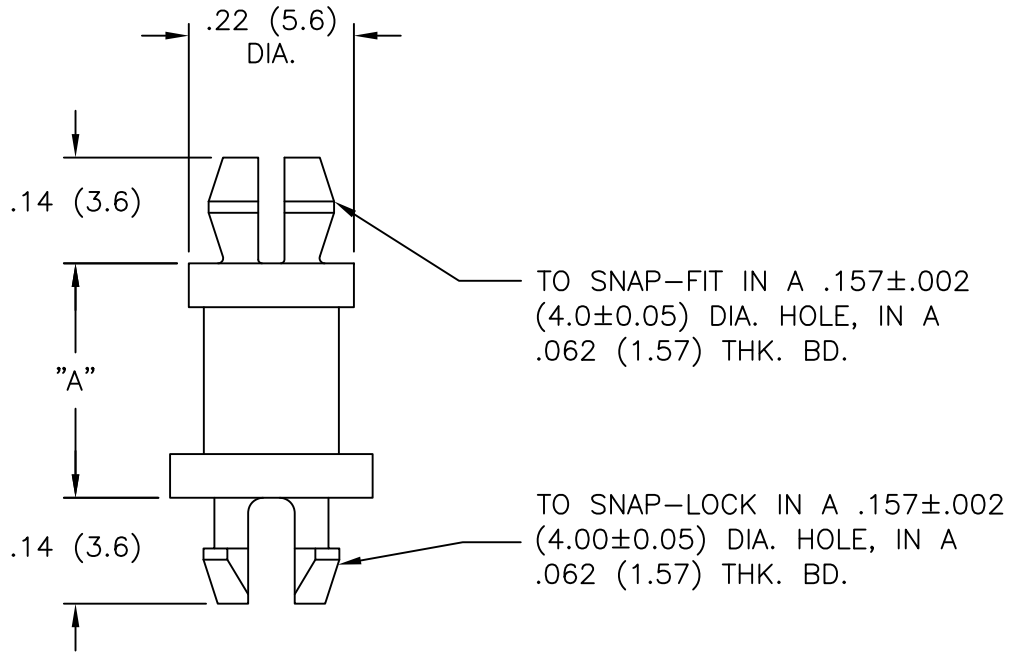 .22 (5.6)
DIA.
.14 (3.6)
TO SNAP-FIT IN A .157±.002
(4.0±0.05) DIA. HOLE, IN A
.062 (1.57) THK. BD.
"A"
TO SNAP-LOCK IN A .157±.002
(4.00±0.05) DIA. HOLE, IN A
.062 (1.57) THK. BD.
.14 (3.6)